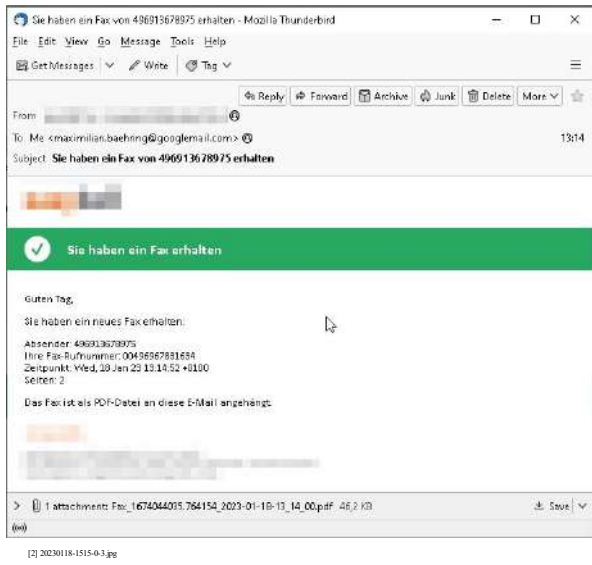 Sie haben ein Fax von 496913678975 erhalten - Mozilla Thunderbird
File Edit View Go Message Tools Help
Get Messages Write Tag
Reply Forward Archive Junk Delete More
From
To Me <maximilian.baehring@googlemail.com> 13:14
Subject Sie haben ein Fax von 496913678975 erhalten
Sie haben ein Fax erhalten
Guten Tag,
Sie haben ein neues Fax erhalten:
Absender: 496913678975
Ihre Fax-Rufnummer: 00496967831634
Zeitpunkt: Wed, 18 Jan 23 13:14:52 +0100
Seiten: 2
Das Fax ist als PDF-Datei an diese E-Mail angehängt.
1 attachment: Fax_1674044035.764154_2023-01-18-13_14_00.pdf 46,2 KB Save
[2] 20230118-1515-0-3.jpg